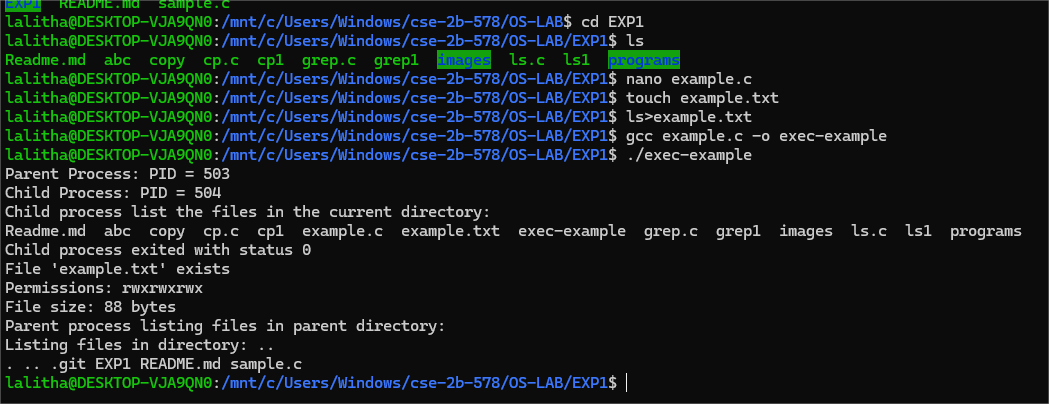 EXP1 README.md sample.c
lalitha@DESKTOP-VJA9QN0:/mnt/c/Users/Windows/cse-2b-578/OS-LAB$ cd EXP1
lalitha@DESKTOP-VJA9QN0:/mnt/c/Users/Windows/cse-2b-578/OS-LAB/EXP1$ ls
Readme.md  abc  copy  cp.c  cp1  grep.c  grep1  images  ls.c  ls1  programs
lalitha@DESKTOP-VJA9QN0:/mnt/c/Users/Windows/cse-2b-578/OS-LAB/EXP1$ nano example.c
lalitha@DESKTOP-VJA9QN0:/mnt/c/Users/Windows/cse-2b-578/OS-LAB/EXP1$ touch example.txt
lalitha@DESKTOP-VJA9QN0:/mnt/c/Users/Windows/cse-2b-578/OS-LAB/EXP1$ ls>example.txt
lalitha@DESKTOP-VJA9QN0:/mnt/c/Users/Windows/cse-2b-578/OS-LAB/EXP1$ gcc example.c -o exec-example
lalitha@DESKTOP-VJA9QN0:/mnt/c/Users/Windows/cse-2b-578/OS-LAB/EXP1$ ./exec-example
Parent Process: PID = 503
Child Process: PID = 504
Child process list the files in the current directory:
Readme.md  abc  copy  cp.c  cp1  example.c  example.txt  exec-example  grep.c  grep1  images  ls.c  ls1  programs
Child process exited with status 0
File 'example.txt' exists
Permissions: rwxrwxrwx
File size: 88 bytes
Parent process listing files in parent directory:
Listing files in directory: ..
. .. .git EXP1 README.md sample.c
lalitha@DESKTOP-VJA9QN0:/mnt/c/Users/Windows/cse-2b-578/OS-LAB/EXP1$